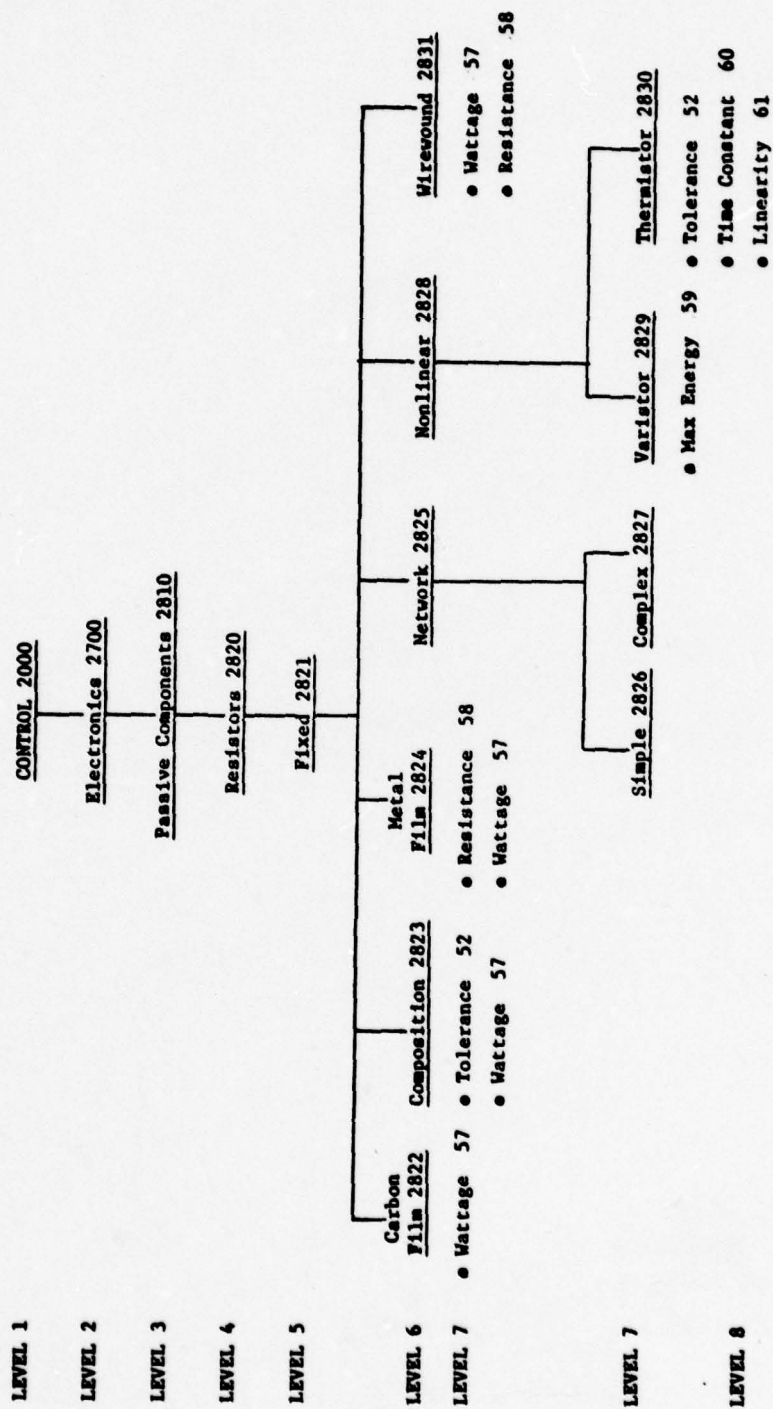 LEVEL 1
CONTROL 2000
LEVEL 2
Electronics 2700
LEVEL 3
Passive Components 2810
LEVEL 4
Resistors 2820
LEVEL 5
Fixed 2821
LEVEL 6
Carbon
Film 2822
Composition 2823
Metal
Film 2824
Network 2825
Nonlinear 2828
Wirewound 2831
LEVEL 7
• Wattage 57
• Tolerance 52
• Wattage 57
• Resistance 58
• Wattage 57
• Wattage 57
• Resistance 58
LEVEL 7
Simple 2826
Complex 2827
Varistor 2829
Thermistor 2830
LEVEL 8
• Max Energy 59
• Tolerance 52
• Time Constant 60
• Linearity 61